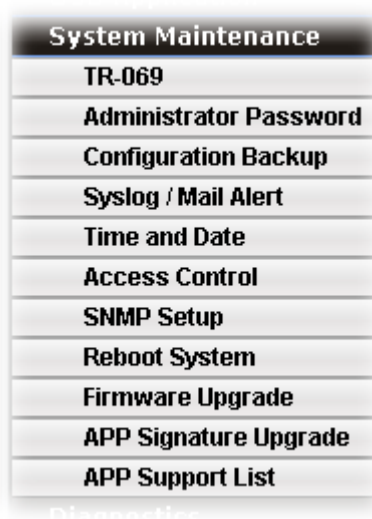 System Maintenance
TR-069
Administrator Password
Configuration Backup
Syslog / Mail Alert
Time and Date
Access Control
SNMP Setup
Reboot System
Firmware Upgrade
APP Signature Upgrade
APP Support List
Diagnostics